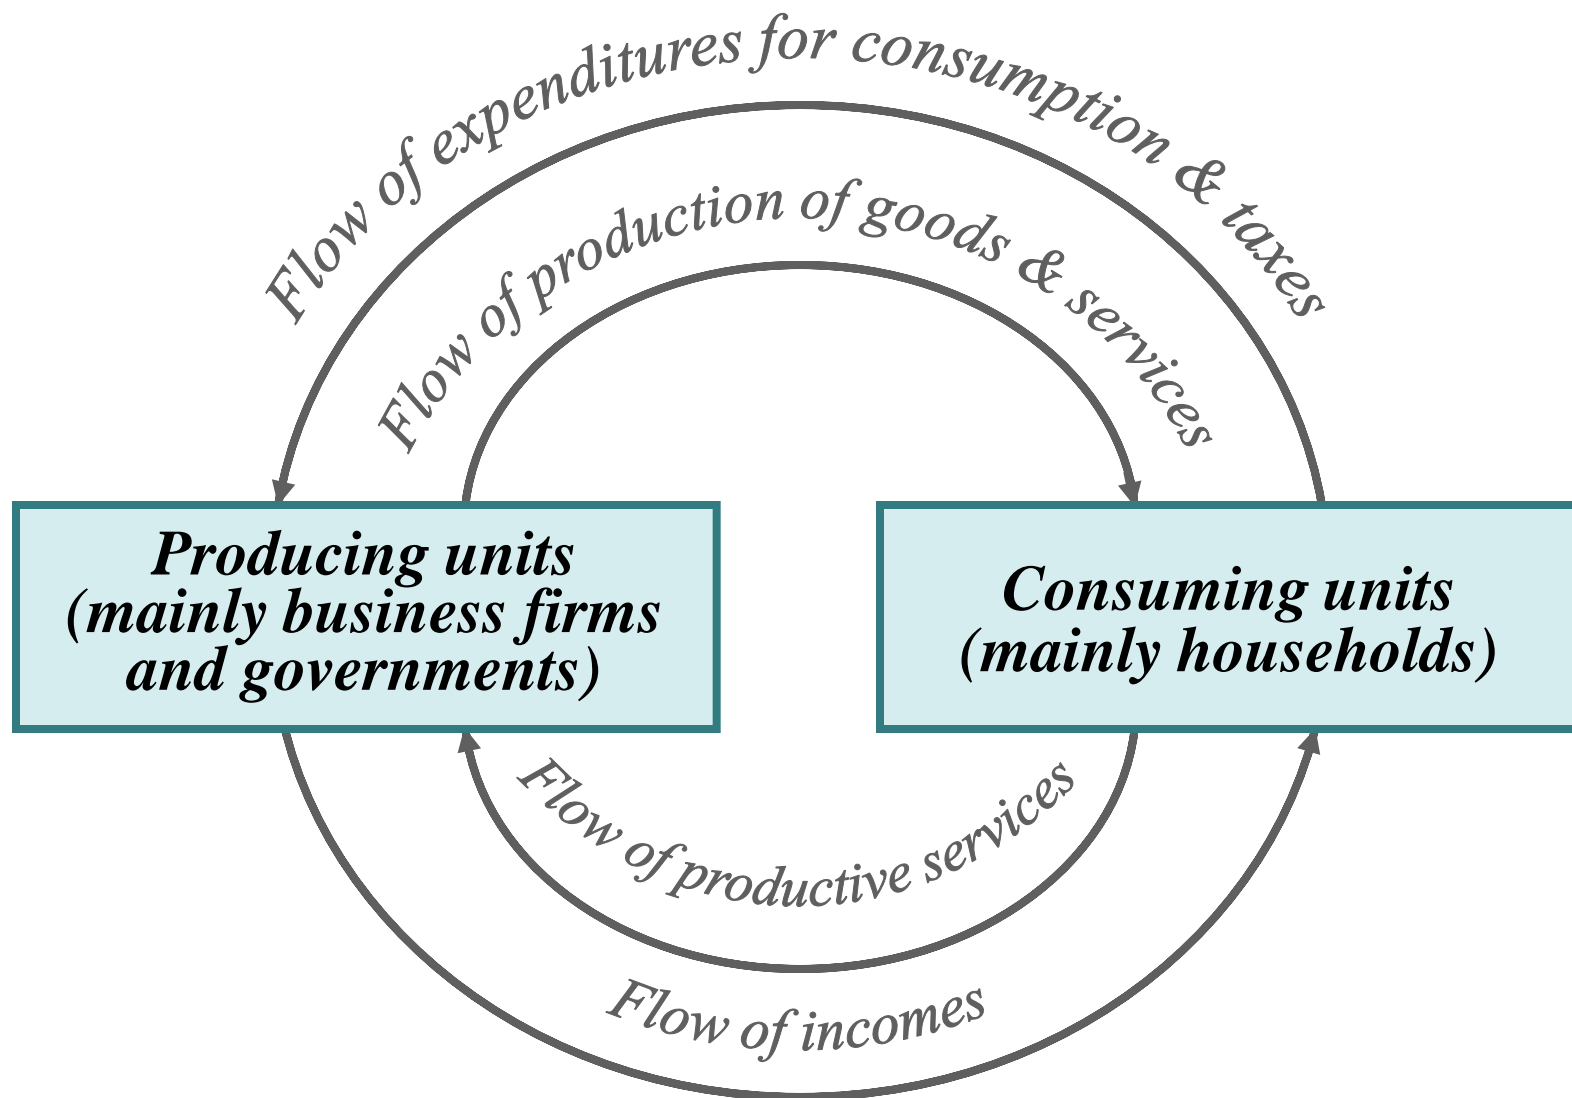 Flow of expenditures for consumption & taxes
Flow of production of goods & services
Producing units
(mainly business firms
and governments)
Consuming units
(mainly households)
Flow of productive services
Flow of incomes